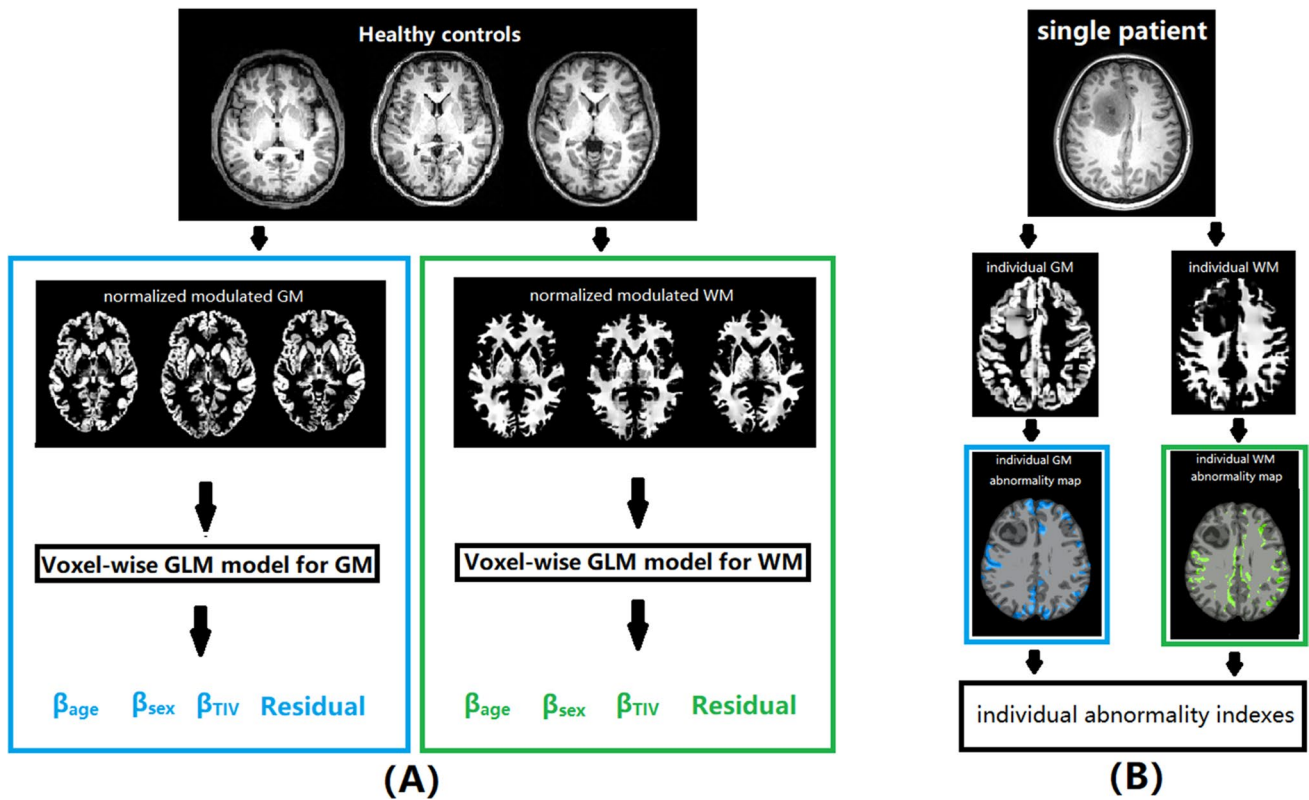 Healthy controls
normalized modulated GM
Voxel-wise GLM model for GM
βage βsex βTIV Residual
normalized modulated WM
Voxel-wise GLM model for WM
βage βsex βTIV Residual
(A)
single patient
individual GM
individual WM
individual GM
abnormality map
individual WM
abnormality map
individual abnormality indexes
(B)